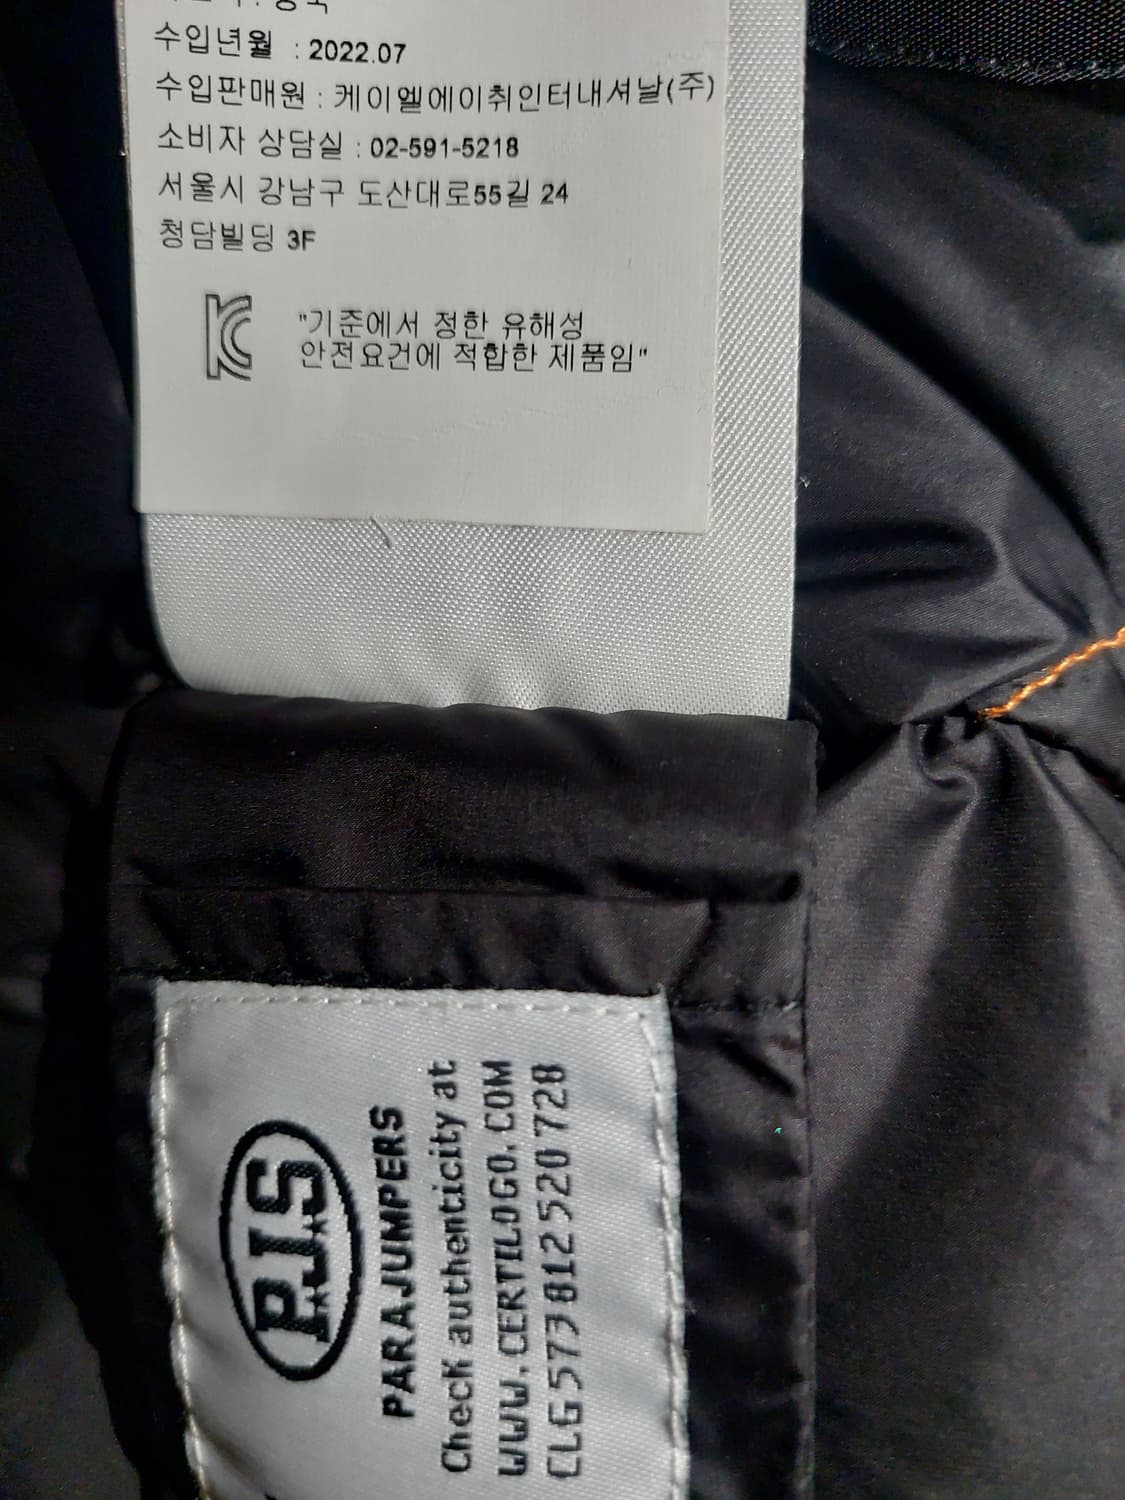 수입년월 : 2022.07
수입판매원 : 케이엘에이취인터내셔날(주)
소비자 상담실 : 02-591-5218
서울시 강남구 도산대로55길 24
청담빌딩 3F
KC
"기준에서 정한 유해성
안전요건에 적합한 제품임"
PJS
PARAJUMPERS
Check authenticity at
WWW.CERTILOGO.COM
CLG573812520728